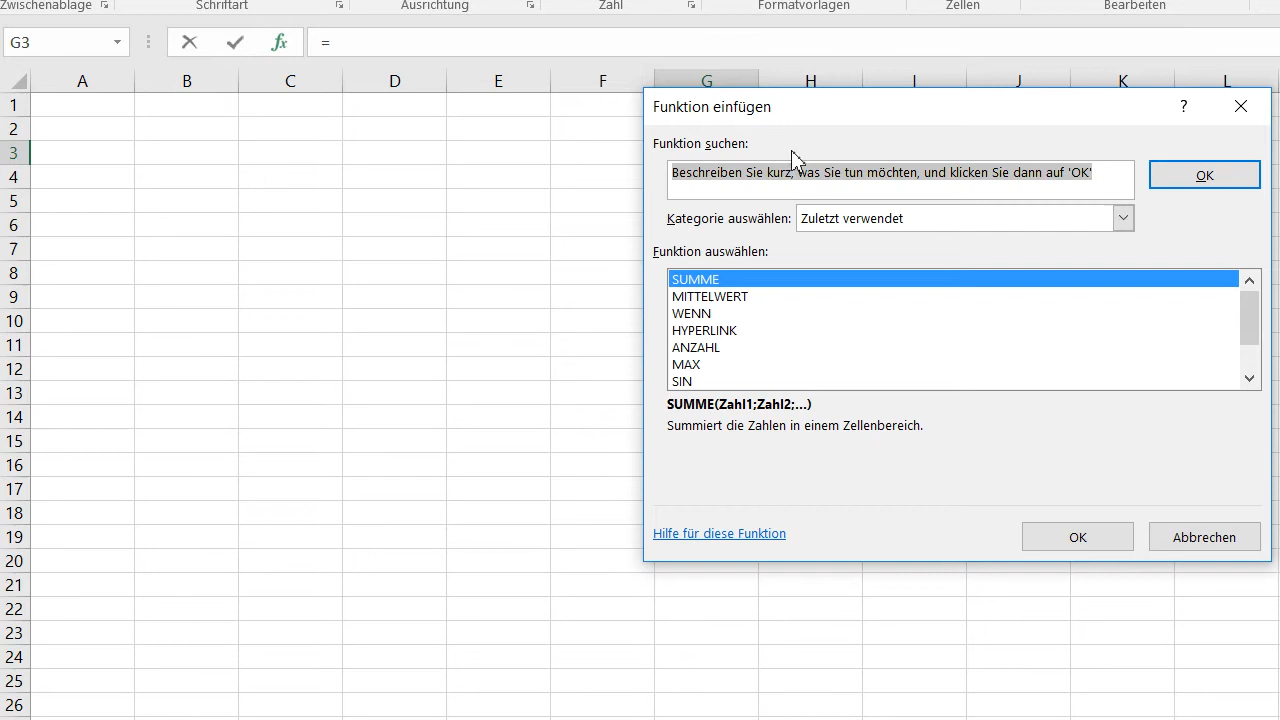 Zwischenablage Schriftart Ausrichtung Zahl Formatvorlagen Zellen Bearbeiten
G3 fx =
A B C D E F G H I J K L
1
2
3
4
5
6
7
8
9
10
11
12
13
14
15
16
17
18
19
20
21
22
23
24
25
26
Funktion einfügen ?
Funktion suchen:
Beschreiben Sie kurz, was Sie tun möchten, und klicken Sie dann auf 'OK'
OK
Kategorie auswählen: Zuletzt verwendet
Funktion auswählen:
SUMME
MITTELWERT
WENN
HYPERLINK
ANZAHL
MAX
SIN
SUMME(Zahl1;Zahl2;...)
Summiert die Zahlen in einem Zellenbereich.
Hilfe für diese Funktion OK Abbrechen